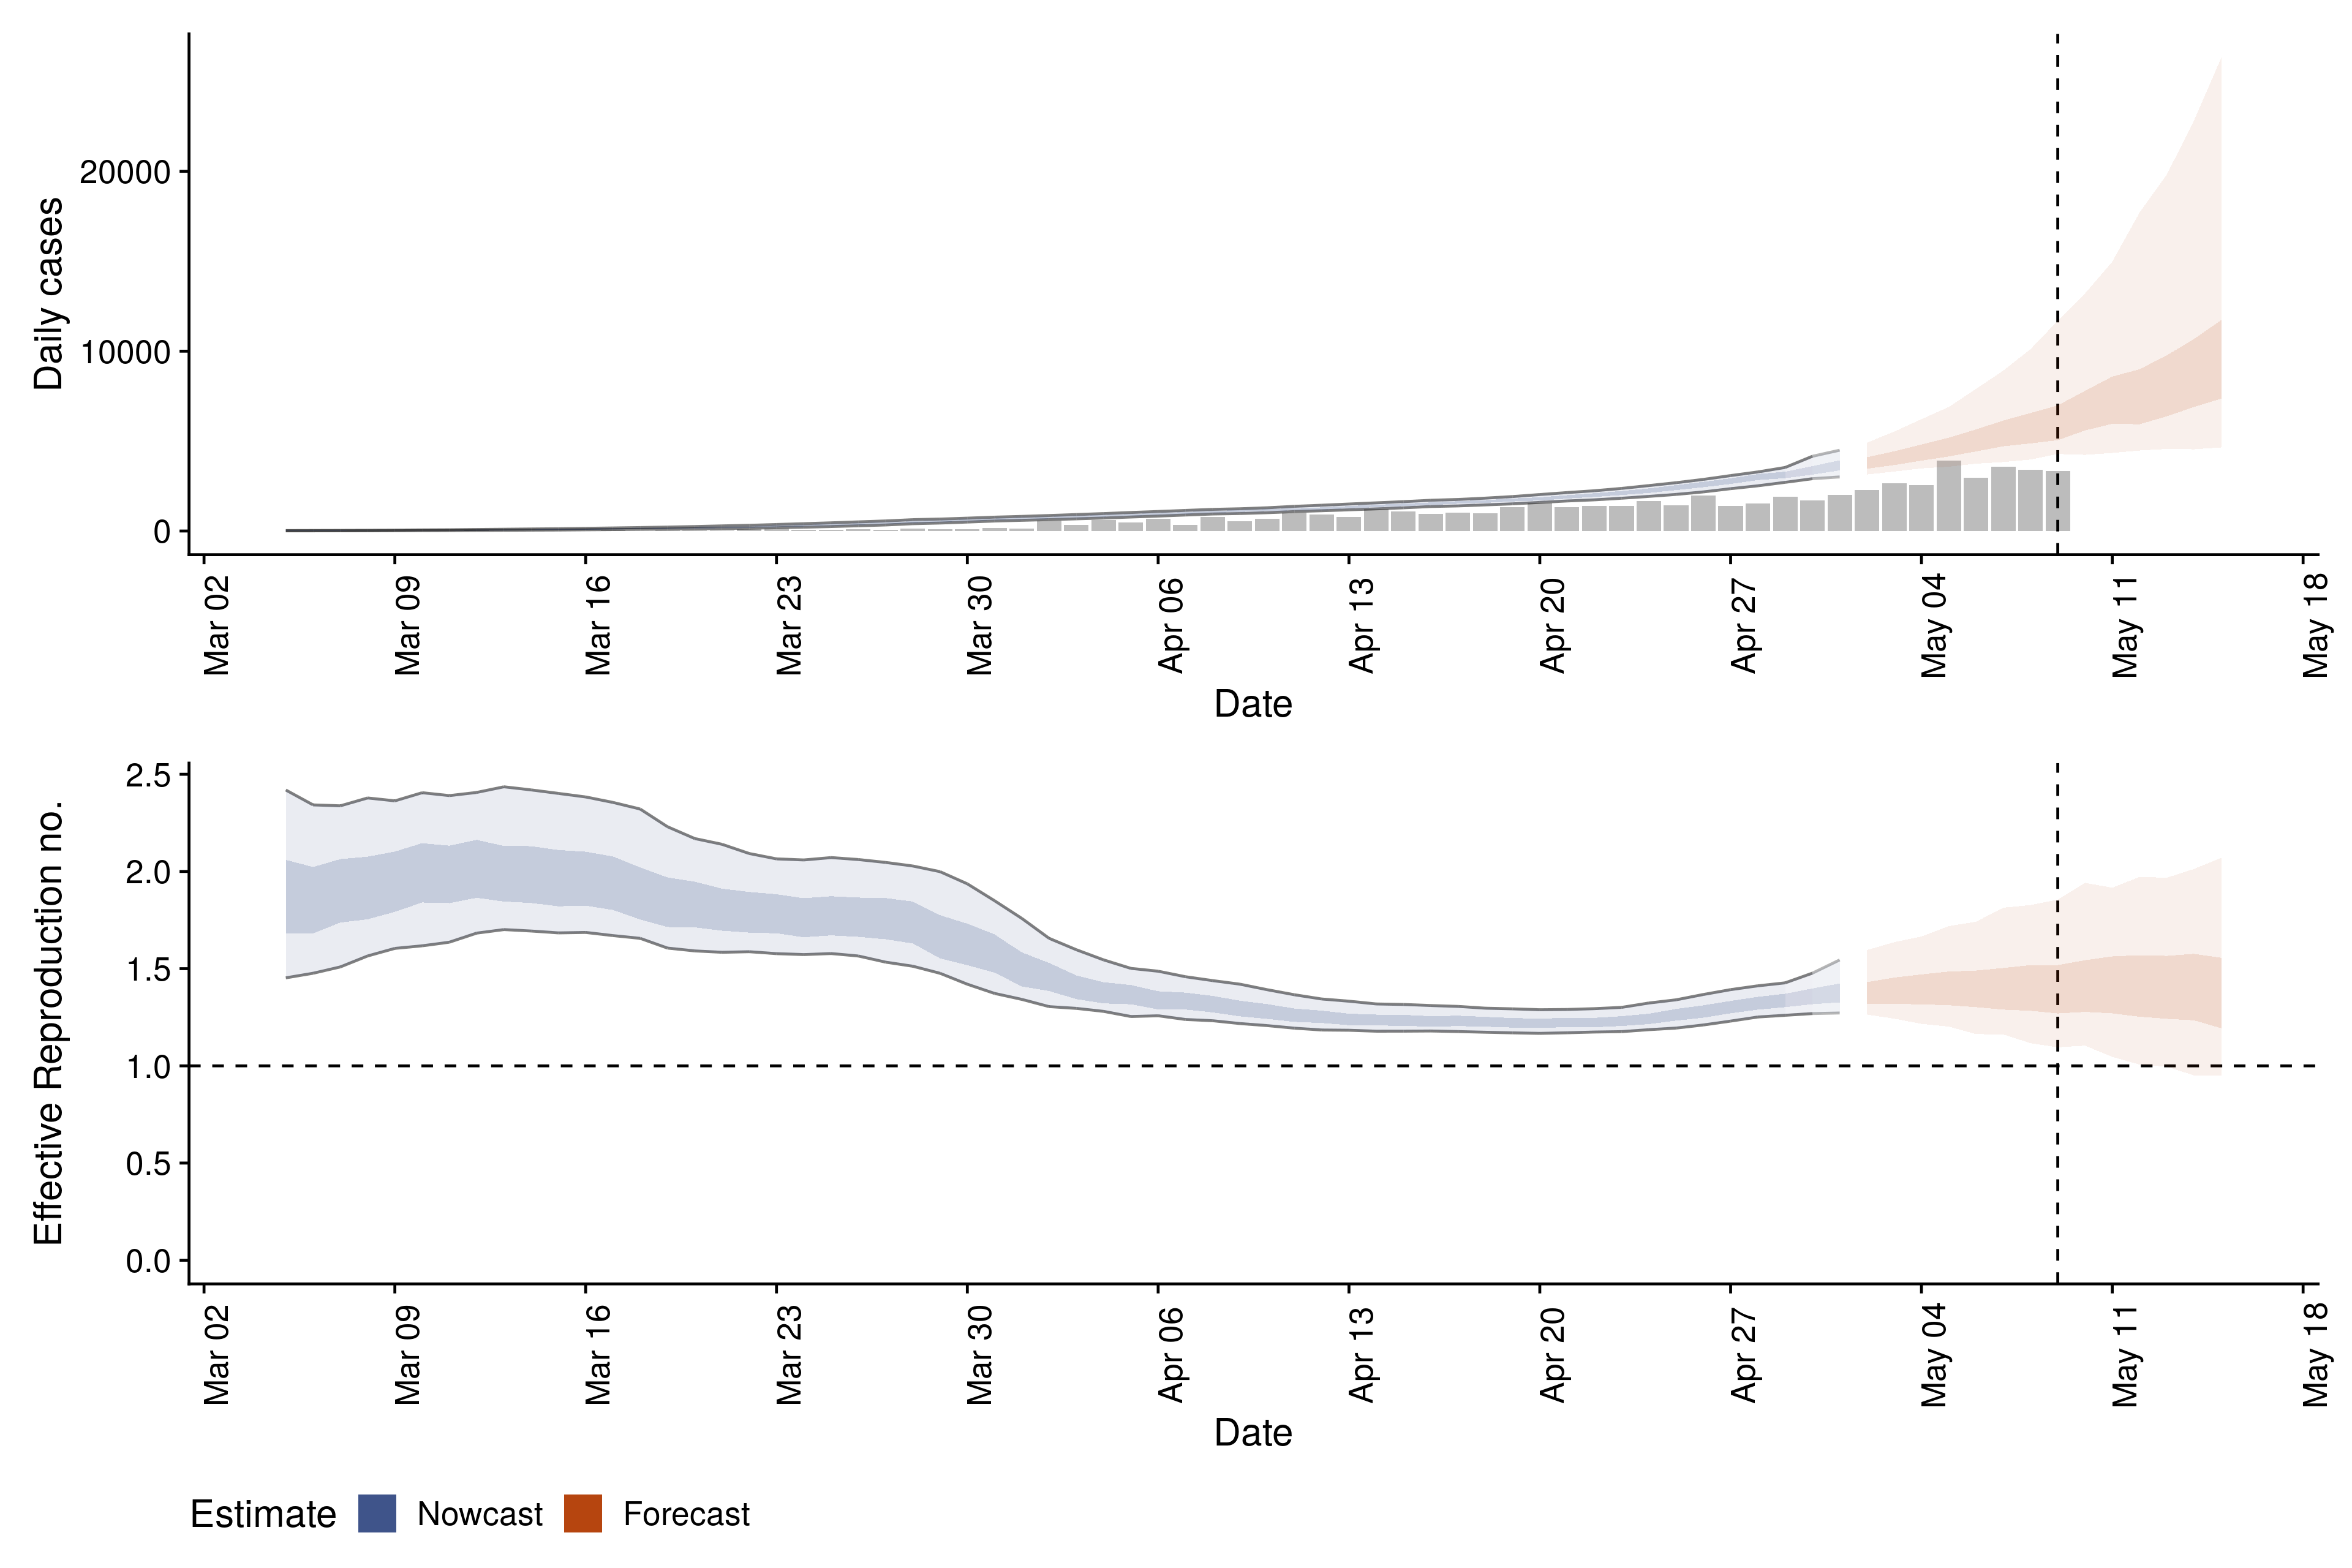 Daily cases
20000
10000
0
Mar 02 Mar 09 Mar 16 Mar 23 Mar 30 Apr 06 Apr 13 Apr 20 Apr 27 May 04 May 11 May 18
Date
Effective Reproduction no.
2.5
2.0
1.5
1.0
0.5
0.0
Mar 02 Mar 09 Mar 16 Mar 23 Mar 30 Apr 06 Apr 13 Apr 20 Apr 27 May 04 May 11 May 18
Date
Estimate Nowcast Forecast